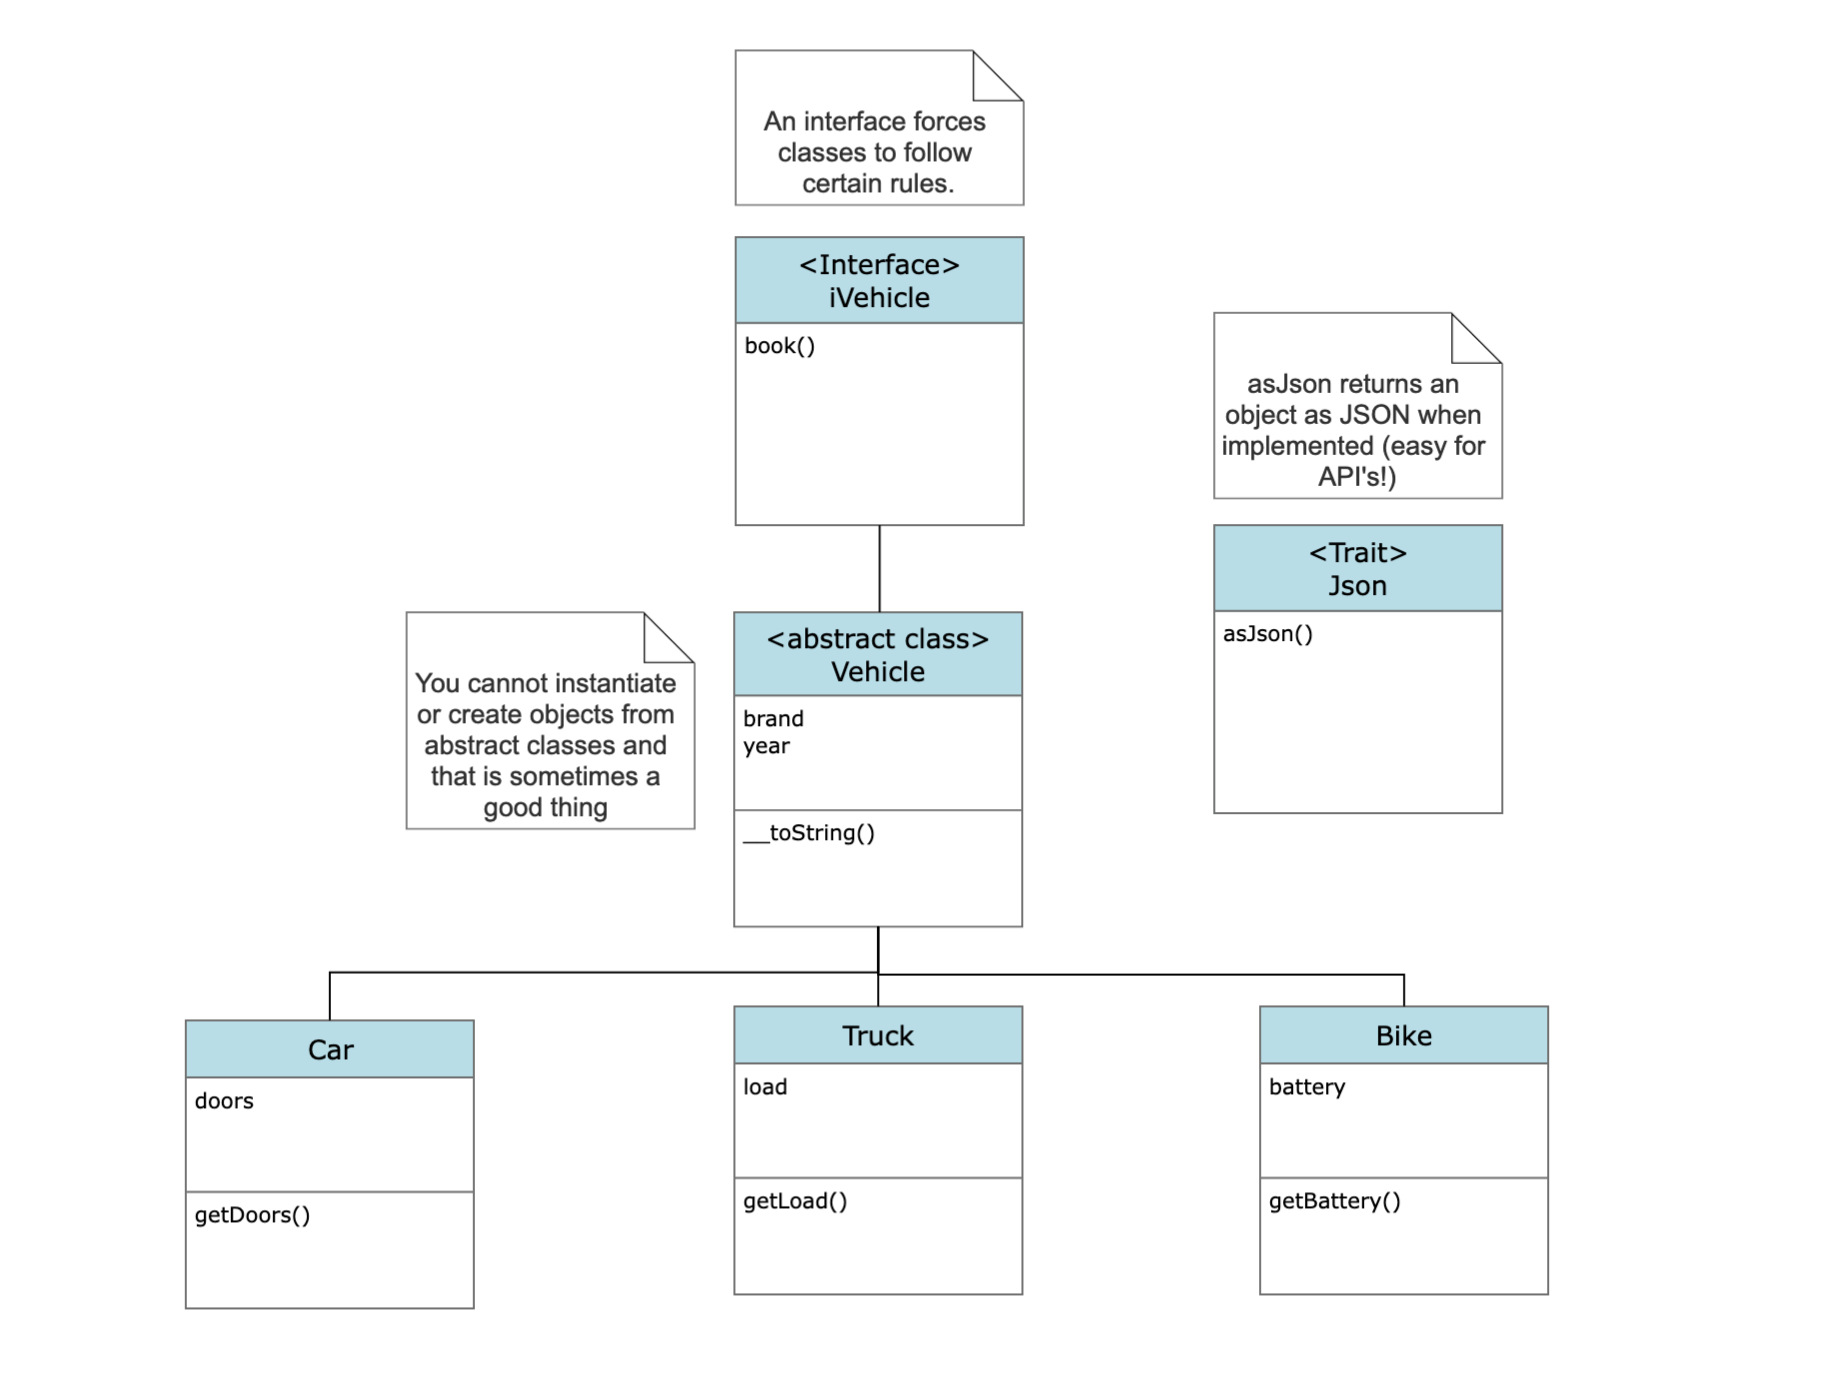 An interface forces
classes to follow
certain rules.
<Interface>
iVehicle
book()
asJson returns an
object as JSON when
implemented (easy for
API's!)
<Trait>
Json
asJson()
You cannot instantiate
or create objects from
abstract classes and
that is sometimes a
good thing
<abstract class>
Vehicle
brand
year
__toString()
Car
doors
getDoors()
Truck
load
getLoad()
Bike
battery
getBattery()